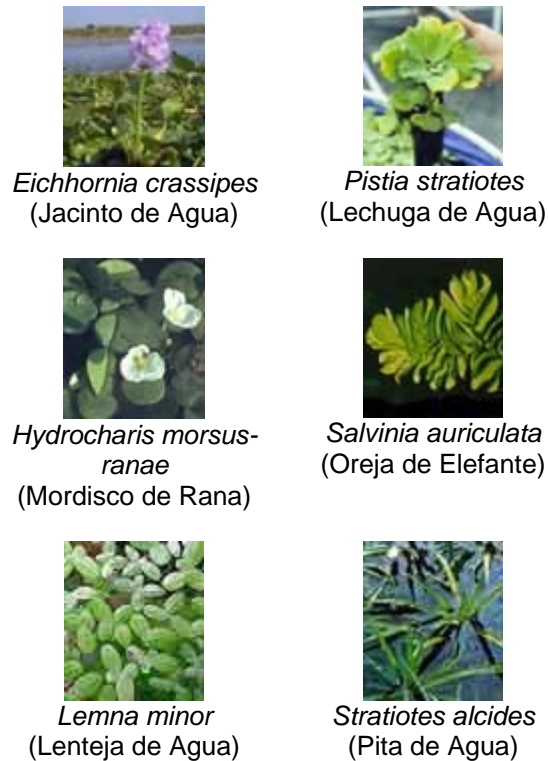 Eichhornia crassipes
(Jacinto de Agua)
Pistia stratiotes
(Lechuga de Agua)
Hydrocharis morsus-
ranae
(Mordisco de Rana)
Salvinia auriculata
(Oreja de Elefante)
Lemna minor
(Lenteja de Agua)
Stratiotes alcides
(Pita de Agua)